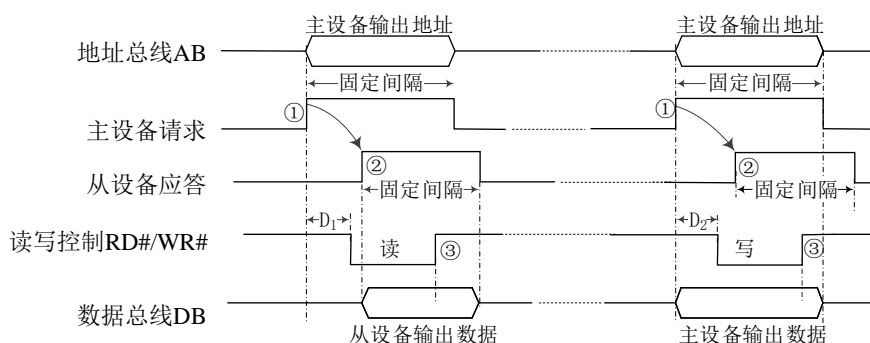 主设备输出地址 主设备输出地址
地址总线AB
固定间隔 固定间隔
① ①
主设备请求
② ②
从设备应答
固定间隔 固定间隔
D₁ D₂
读写控制RD#/WR# 读 ③ 写 ③
数据总线DB
从设备输出数据 主设备输出数据